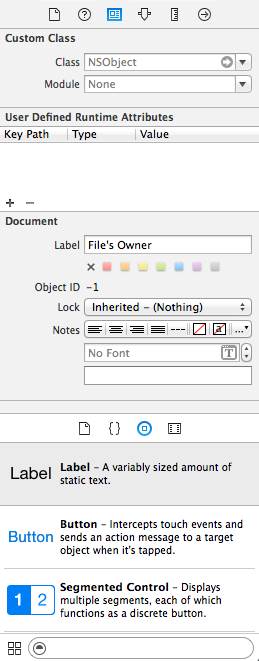 Custom Class
Class NSObject
Module None
User Defined Runtime Attributes
Key Path Type Value
Document
Label File's Owner
Object ID -1
Lock Inherited - (Nothing)
Notes
No Font T
{}
Label Label - A variably sized amount of
static text.
Button Button - Intercepts touch events and
sends an action message to a target
object when it's tapped.
1 2 Segmented Control - Displays
multiple segments, each of which
functions as a discrete button.